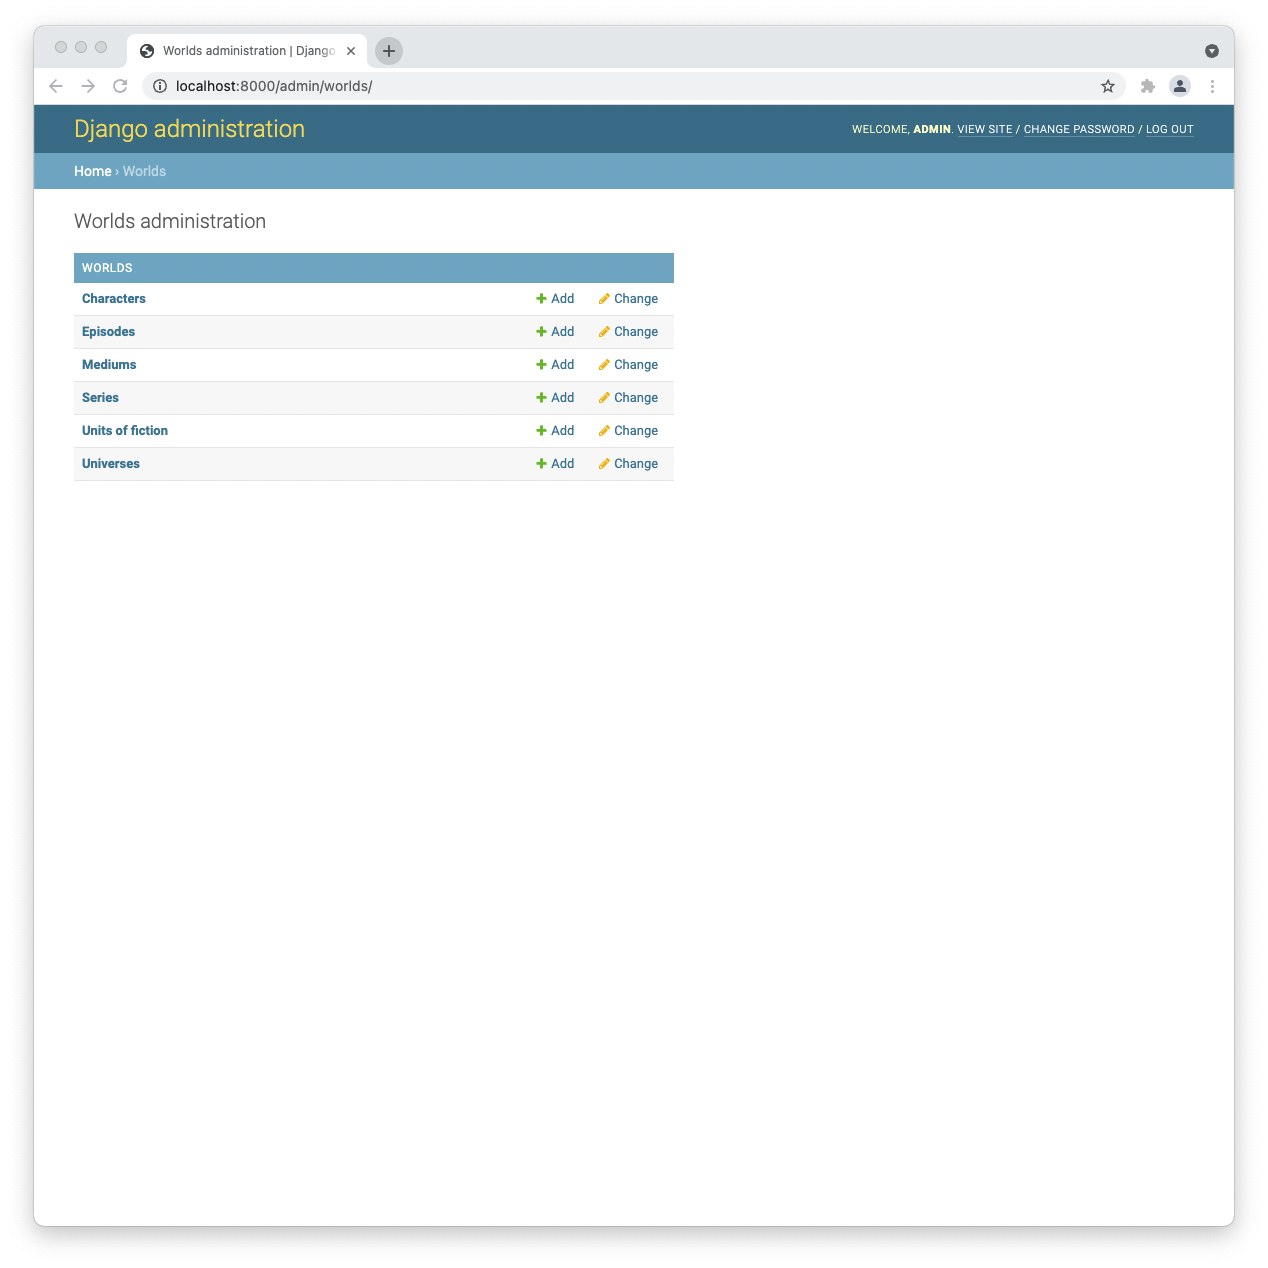 Worlds administration | Django
localhost:8000/admin/worlds/
Django administration
WELCOME, ADMIN. VIEW SITE / CHANGE PASSWORD / LOG OUT
Home › Worlds
Worlds administration
WORLDS
Characters Add Change
Episodes Add Change
Mediums Add Change
Series Add Change
Units of fiction Add Change
Universes Add Change